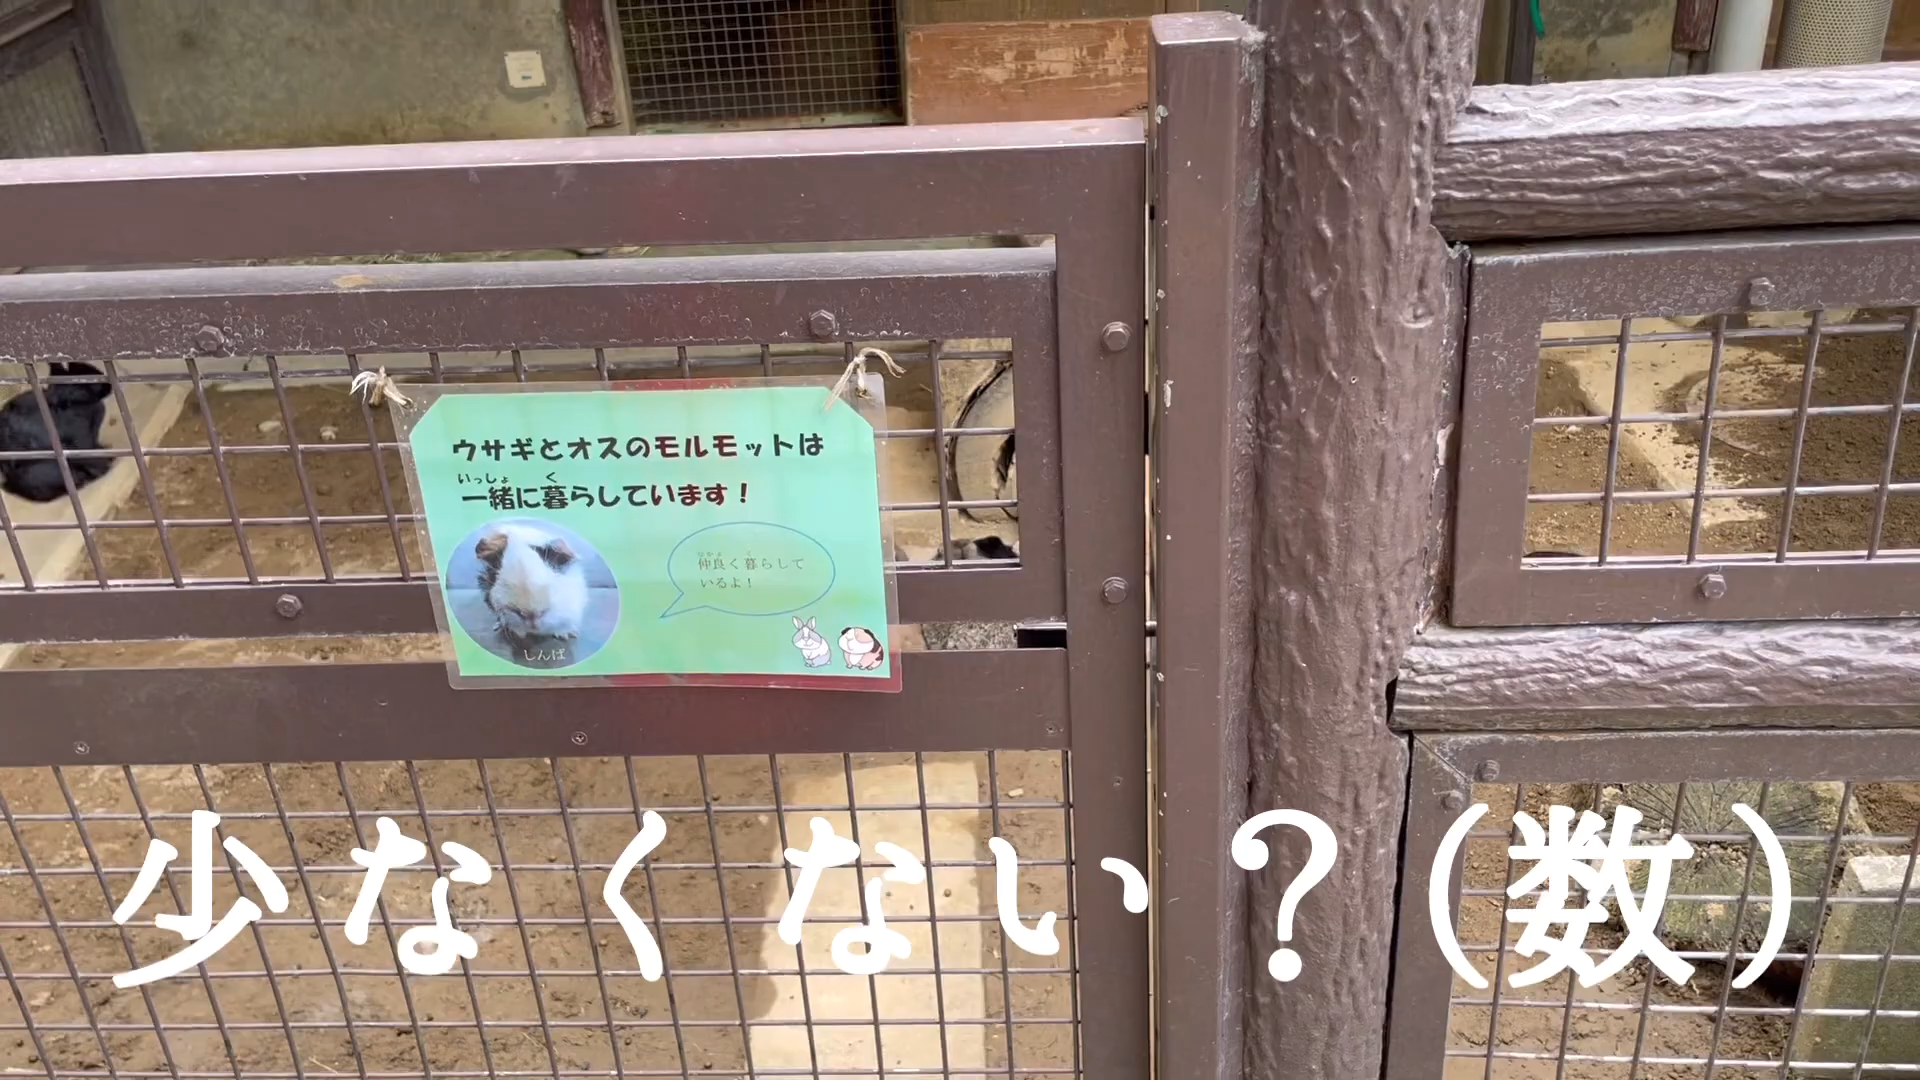 ウサギとオスのモルモットは
いっしょ く
一緒に暮らしています!
なかよ く
仲良く暮らして
いるよ!
しんば
少なくない?(数)